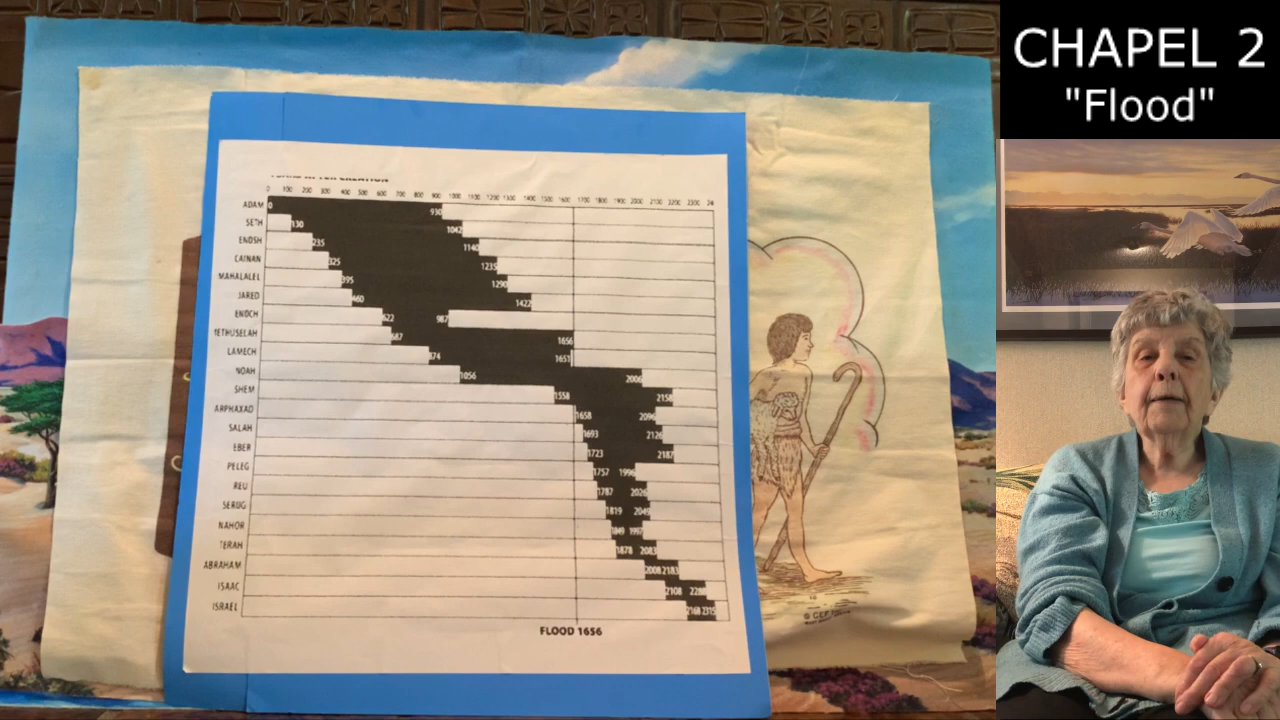 CHAPEL 2
"Flood"
0 100 200 300 400 500 600 700 800 900 1000 1100 1200 1300 1400 1500 1600 1700 1800 1900 2000 2100 2200 2300 24
ADAM 0 930
SETH 130 1042
ENOSH 235 1140
CAINAN 325 1235
MAHALALEL 395 1290
JARED 460 1422
ENOCH 622 987
METHUSELAH 687 1656
LAMECH 874 1651
NOAH 1056 2006
SHEM 1558 2158
ARPHAXAD 1658 2096
SALAH 1693 2126
EBER 1723 2187
PELEG 1757 1996
REU 1787 2026
SERUG 1819 2049
NAHOR 1849 1997
TERAH 1878 2083
ABRAHAM 2008 2183
ISAAC 2108 2288
ISRAEL 2168 2315
FLOOD 1656